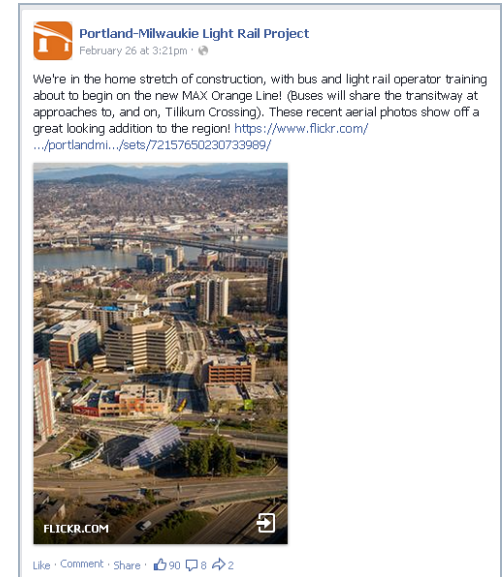 Portland-Milwaukie Light Rail Project
February 26 at 3:21pm ·
We're in the home stretch of construction, with bus and light rail operator training
about to begin on the new MAX Orange Line! (Buses will share the transitway at
approaches to, and on, Tilikum Crossing). These recent aerial photos show off a
great looking addition to the region! https://www.flickr.com/
.../portlandmi.../sets/72157650230733989/
FLICKR.COM
Like · Comment · Share · 90 8 2